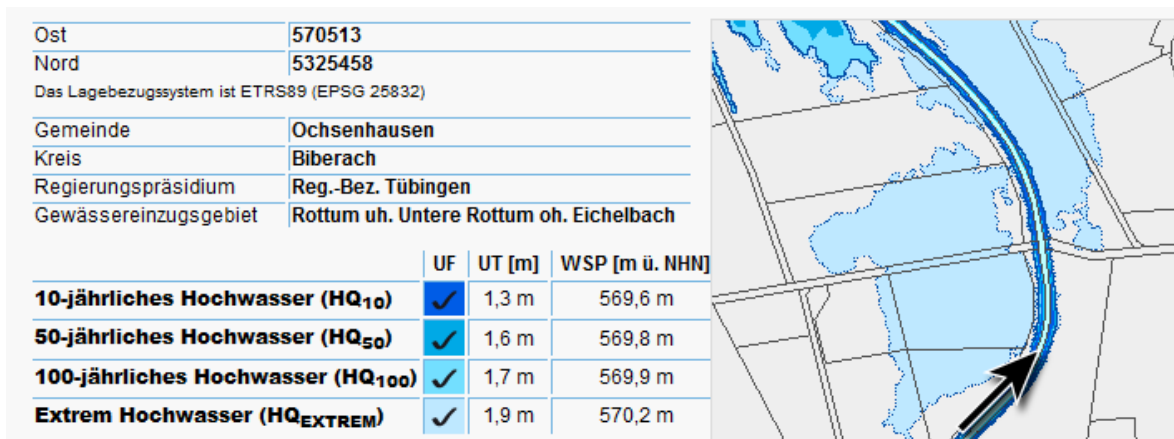 Ost 570513
Nord 5325458
Das Lagebezugssystem ist ETRS89 (EPSG 25832)
Gemeinde Ochsenhausen
Kreis Biberach
Regierungspräsidium Reg.-Bez. Tübingen
Gewässereinzugsgebiet Rottum uh. Untere Rottum oh. Eichelbach
UF UT [m] WSP [m ü. NHN]
10-jährliches Hochwasser (HQ10) ✓ 1,3 m 569,6 m
50-jährliches Hochwasser (HQ50) ✓ 1,6 m 569,8 m
100-jährliches Hochwasser (HQ100) ✓ 1,7 m 569,9 m
Extrem Hochwasser (HQEXTREM) ✓ 1,9 m 570,2 m